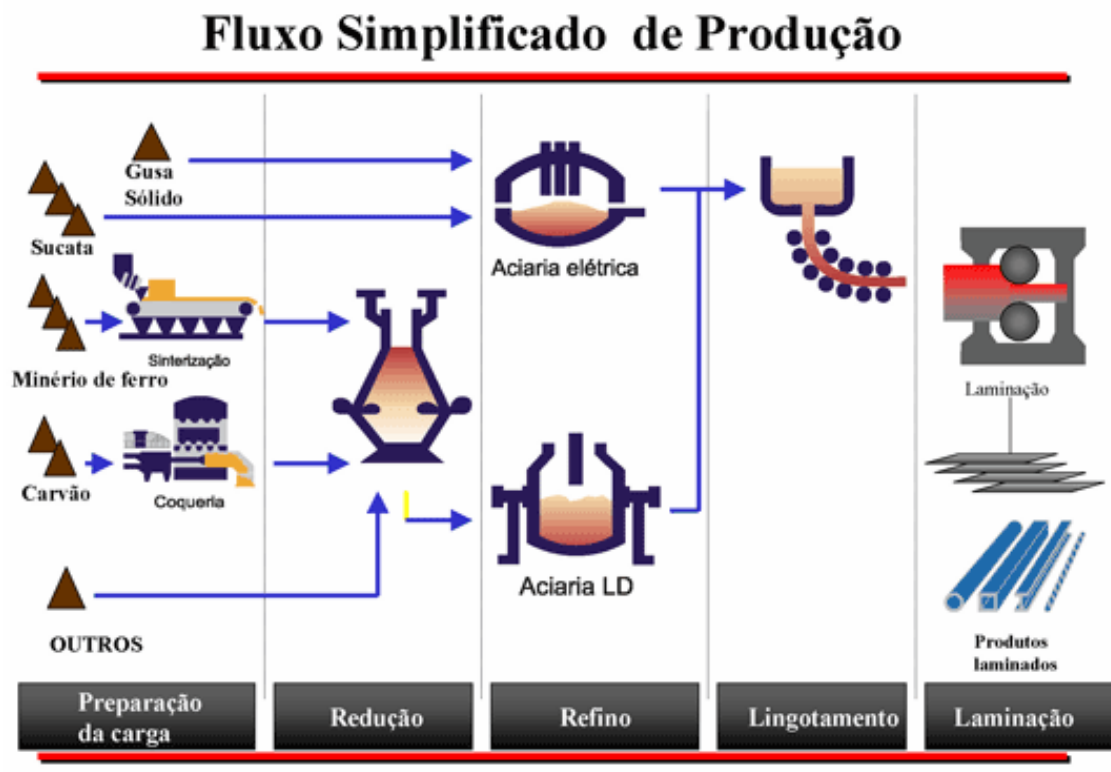 Fluxo Simplificado de Produção
Gusa
Sólido
Sucata
Aciaria elétrica
Sinterização
Minério de ferro
Laminação
Carvão
Coqueria
Aciaria LD
OUTROS
Produtos
laminados
Preparação
da carga
Redução
Refino
Lingotamento
Laminação